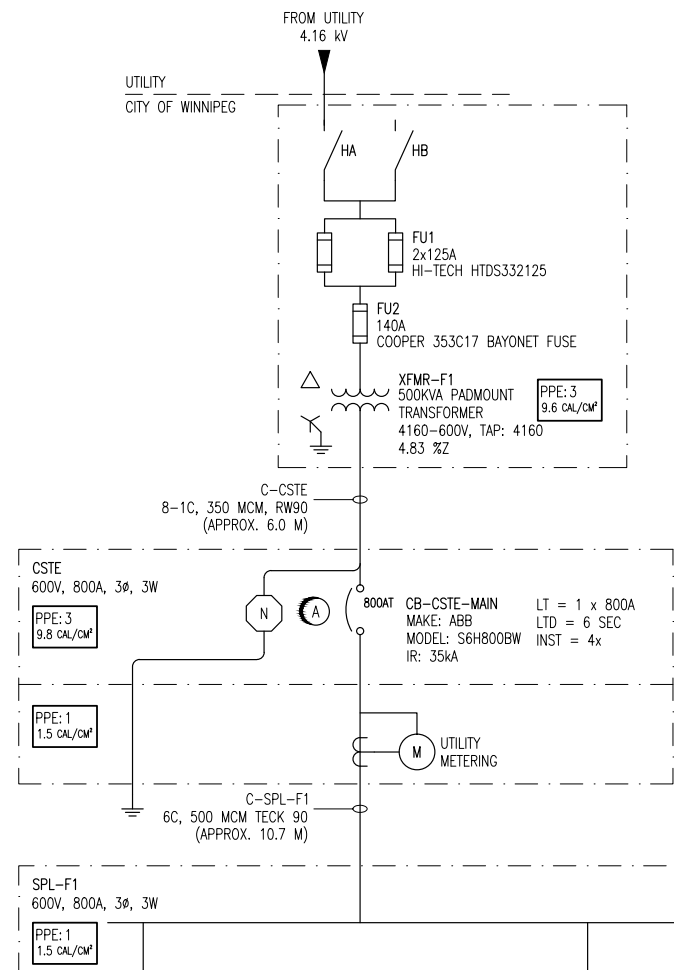 FROM UTILITY
4.16 kV
UTILITY
CITY OF WINNIPEG
HA
HB
FU1
2x125A
HI-TECH HTDS332125
FU2
140A
COOPER 353C17 BAYONET FUSE
XFMR-F1
500KVA PADMOUNT
TRANSFORMER
4160-600V, TAP: 4160
4.83 %Z
PPE: 3
9.6 CAL/CM²
C-CSTE
8-1C, 350 MCM, RW90
(APPROX. 6.0 M)
CSTE
600V, 800A, 3ø, 3W
PPE: 3
9.8 CAL/CM²
N
A
800AT
CB-CSTE-MAIN
MAKE: ABB
MODEL: S6H800BW
IR: 35kA
LT = 1 x 800A
LTD = 6 SEC
INST = 4x
PPE: 1
1.5 CAL/CM²
M
UTILITY
METERING
C-SPL-F1
6C, 500 MCM TECK 90
(APPROX. 10.7 M)
SPL-F1
600V, 800A, 3ø, 3W
PPE: 1
1.5 CAL/CM²